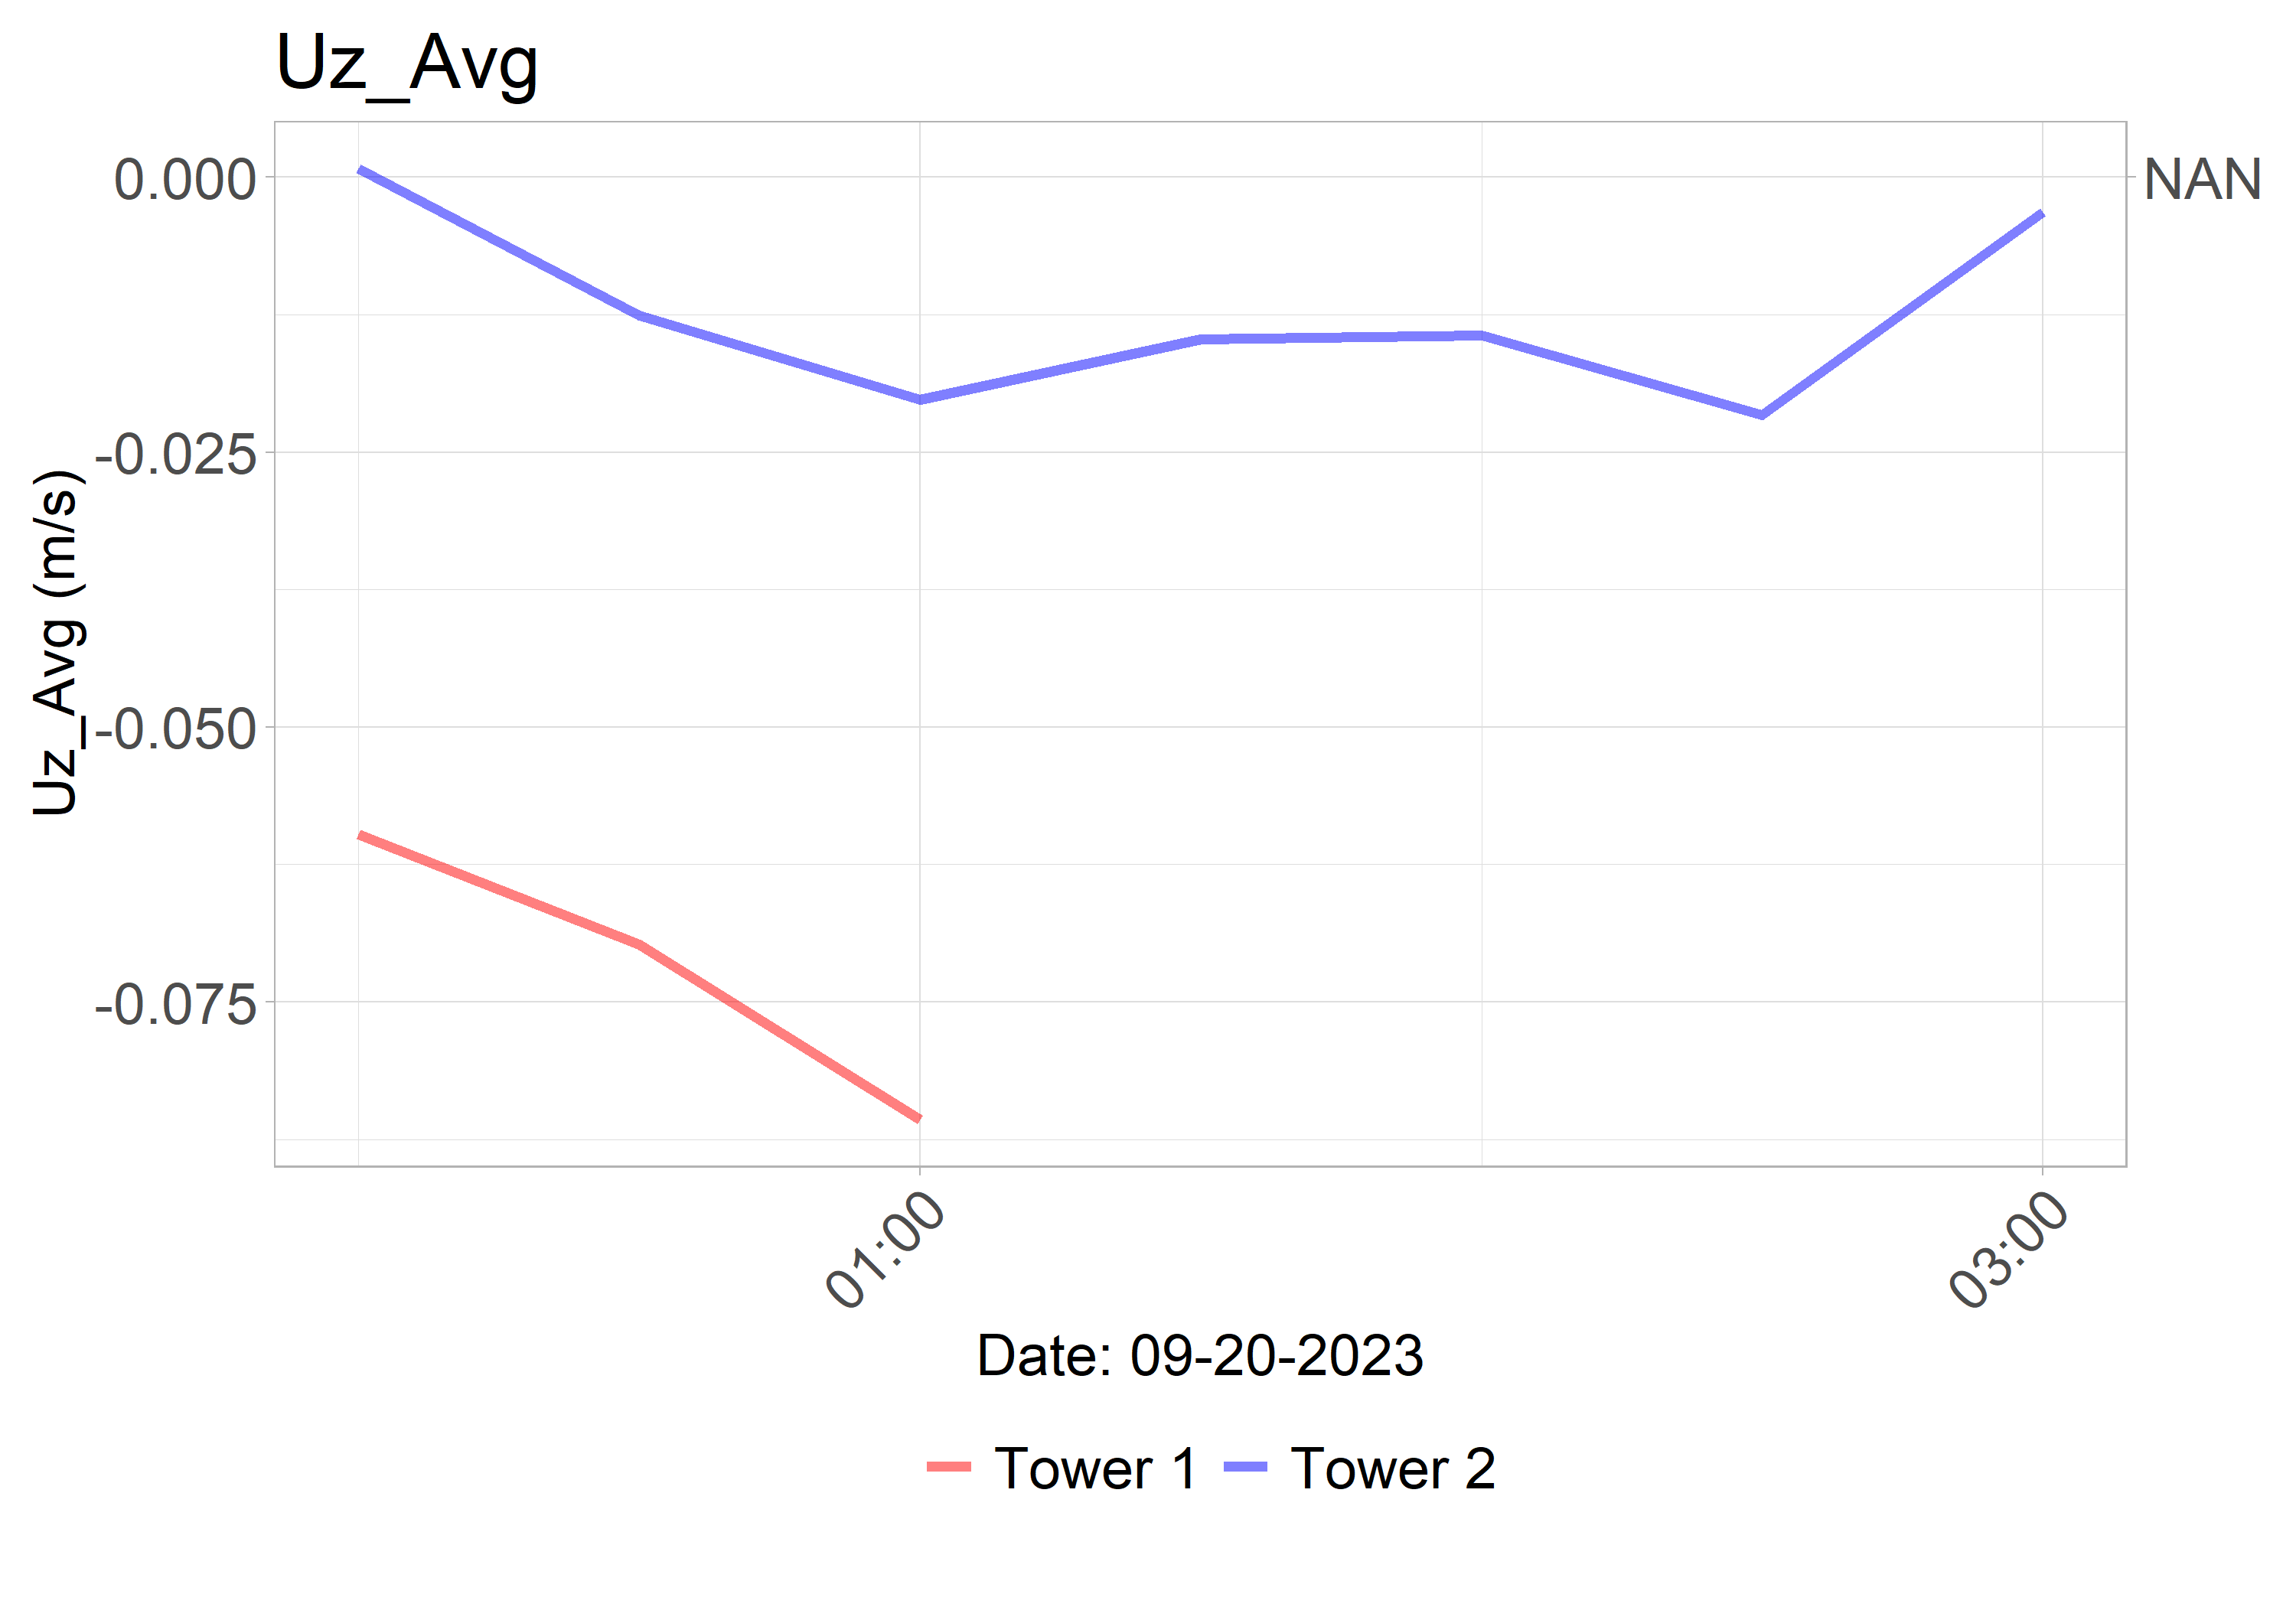 Uz_Avg
0.000
-0.025
-0.050
-0.075
NAN
Uz_Avg (m/s)
01:00
03:00
Date: 09-20-2023
Tower 1
Tower 2